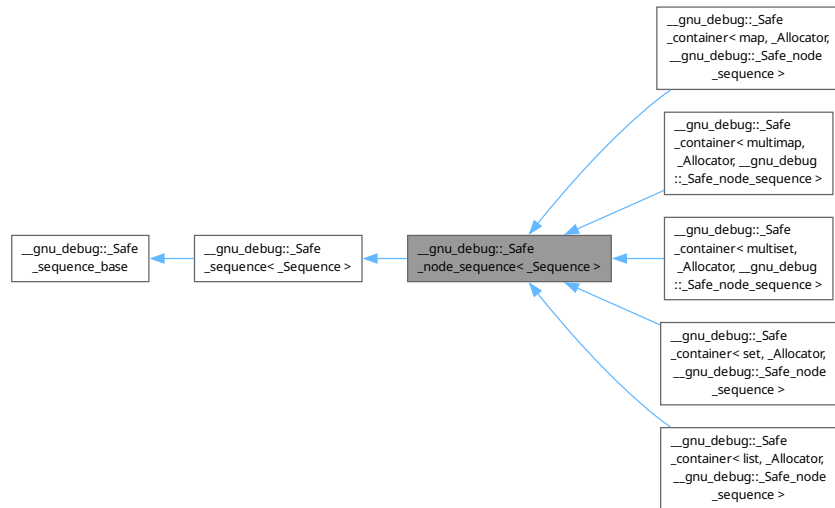 __gnu_debug::_Safe
_container< map, _Allocator,
__gnu_debug::_Safe_node
_sequence >
__gnu_debug::_Safe
_container< multimap,
_Allocator, __gnu_debug
::_Safe_node_sequence >
__gnu_debug::_Safe
_sequence_base
__gnu_debug::_Safe
_sequence< _Sequence >
__gnu_debug::_Safe
_node_sequence< _Sequence >
__gnu_debug::_Safe
_container< multiset,
_Allocator, __gnu_debug
::_Safe_node_sequence >
__gnu_debug::_Safe
_container< set, _Allocator,
__gnu_debug::_Safe_node
_sequence >
__gnu_debug::_Safe
_container< list, _Allocator,
__gnu_debug::_Safe_node
_sequence >